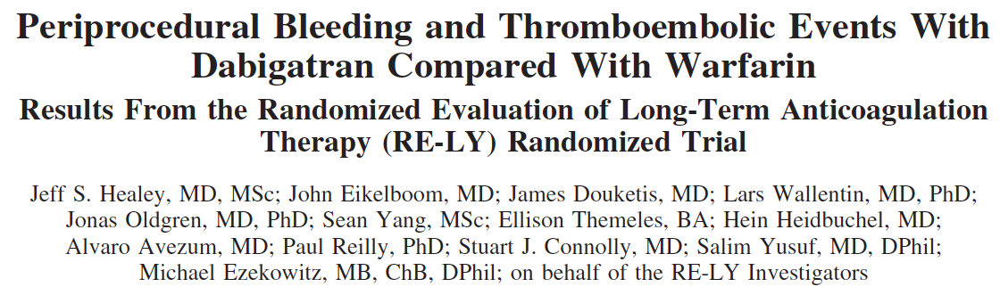 Periprocedural Bleeding and Thromboembolic Events With
Dabigatran Compared With Warfarin
Results From the Randomized Evaluation of Long-Term Anticoagulation
Therapy (RE-LY) Randomized Trial
Jeff S. Healey, MD, MSc; John Eikelboom, MD; James Douketis, MD; Lars Wallentin, MD, PhD;
Jonas Oldgren, MD, PhD; Sean Yang, MSc; Ellison Themeles, BA; Hein Heidbuchel, MD;
Alvaro Avezum, MD; Paul Reilly, PhD; Stuart J. Connolly, MD; Salim Yusuf, MD, DPhil;
Michael Ezekowitz, MB, ChB, DPhil; on behalf of the RE-LY Investigators